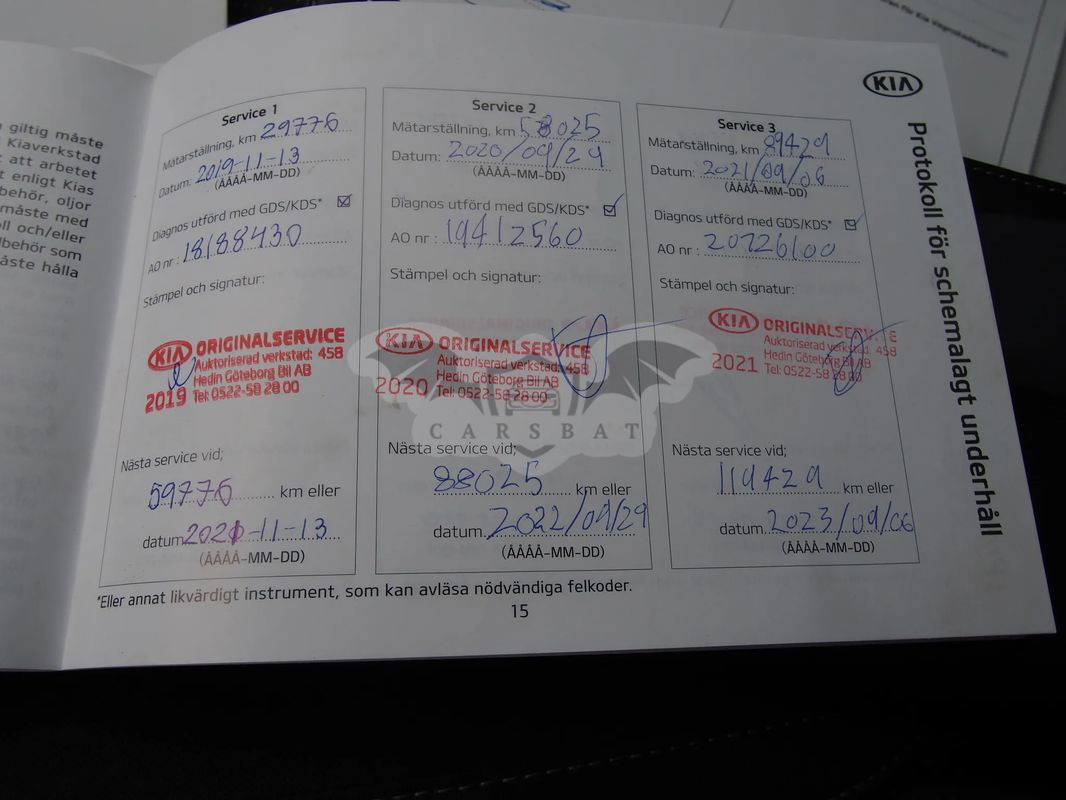 giltig måste
Kiaverkstad
att arbetet
enligt Kias
behör, oljor
måste med
och/eller
lbehör som
åste hålla
KIA
Protokoll för schemalagt underhåll
Service 1
Mätarställning, km 29776
Datum: 2019-11-13
(ÅÅÅÅ-MM-DD)
Diagnos utförd med GDS/KDS*
AO nr: 18188430
Stämpel och signatur:
KIA ORIGINALSERVICE
Auktoriserad verkstad: 458
Hedin Göteborg Bil AB
2019 Tel: 0522-58 28 00
Nästa service vid;
59776 km eller
datum 2021-11-13
(ÅÅÅÅ-MM-DD)
Service 2
Mätarställning, km 58025
Datum: 2020/09/29
(ÅÅÅÅ-MM-DD)
Diagnos utförd med GDS/KDS*
AO nr: 19412560
Stämpel och signatur:
KIA ORIGINALSERVICE
Auktoriserad verkstad: 458
Hedin Göteborg Bil AB
2020 Tel: 0522-58 28 00
Nästa service vid;
88025 km eller
datum 2022/09/29
(ÅÅÅÅ-MM-DD)
Service 3
Mätarställning, km 89429
Datum: 2021/09/06
(ÅÅÅÅ-MM-DD)
Diagnos utförd med GDS/KDS*
AO nr: 20726100
Stämpel och signatur:
KIA ORIGINALSERVICE
Auktoriserad verkstad: 458
Hedin Göteborg Bil AB
2021 Tel: 0522-58 28 00
Nästa service vid;
119429 km eller
datum 2023/09/06
(ÅÅÅÅ-MM-DD)
CARSBAT
*Eller annat likvärdigt instrument, som kan avläsa nödvändiga felkoder.
15